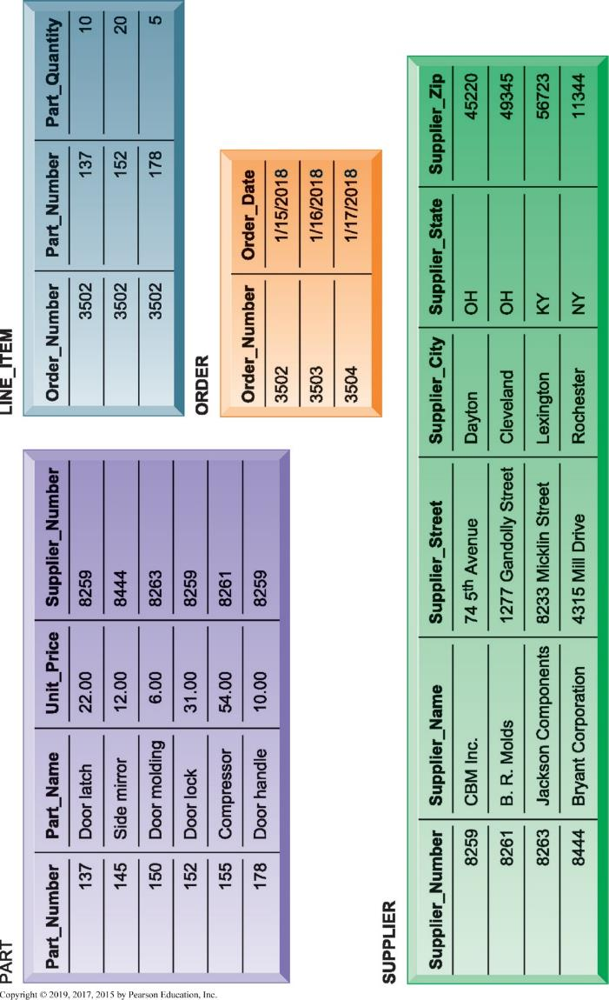 PART
Part_Number Part_Name Unit_Price Supplier_Number
137 Door latch 22.00 8259
145 Side mirror 12.00 8444
150 Door molding 6.00 8263
152 Door lock 31.00 8259
155 Compressor 54.00 8261
178 Door handle 10.00 8259
LINE_ITEM
Order_Number Part_Number Part_Quantity
3502 137 10
3502 152 20
3502 178 5
ORDER
Order_Number Order_Date
3502 1/15/2018
3503 1/16/2018
3504 1/17/2018
SUPPLIER
Supplier_Number Supplier_Name Supplier_Street Supplier_City Supplier_State Supplier_Zip
8259 CBM Inc. 74 5th Avenue Dayton OH 45220
8261 B. R. Molds 1277 Gandolly Street Cleveland OH 49345
8263 Jackson Components 8233 Micklin Street Lexington KY 56723
8444 Bryant Corporation 4315 Mill Drive Rochester NY 11344
Copyright © 2019, 2017, 2015 by Pearson Education, Inc.